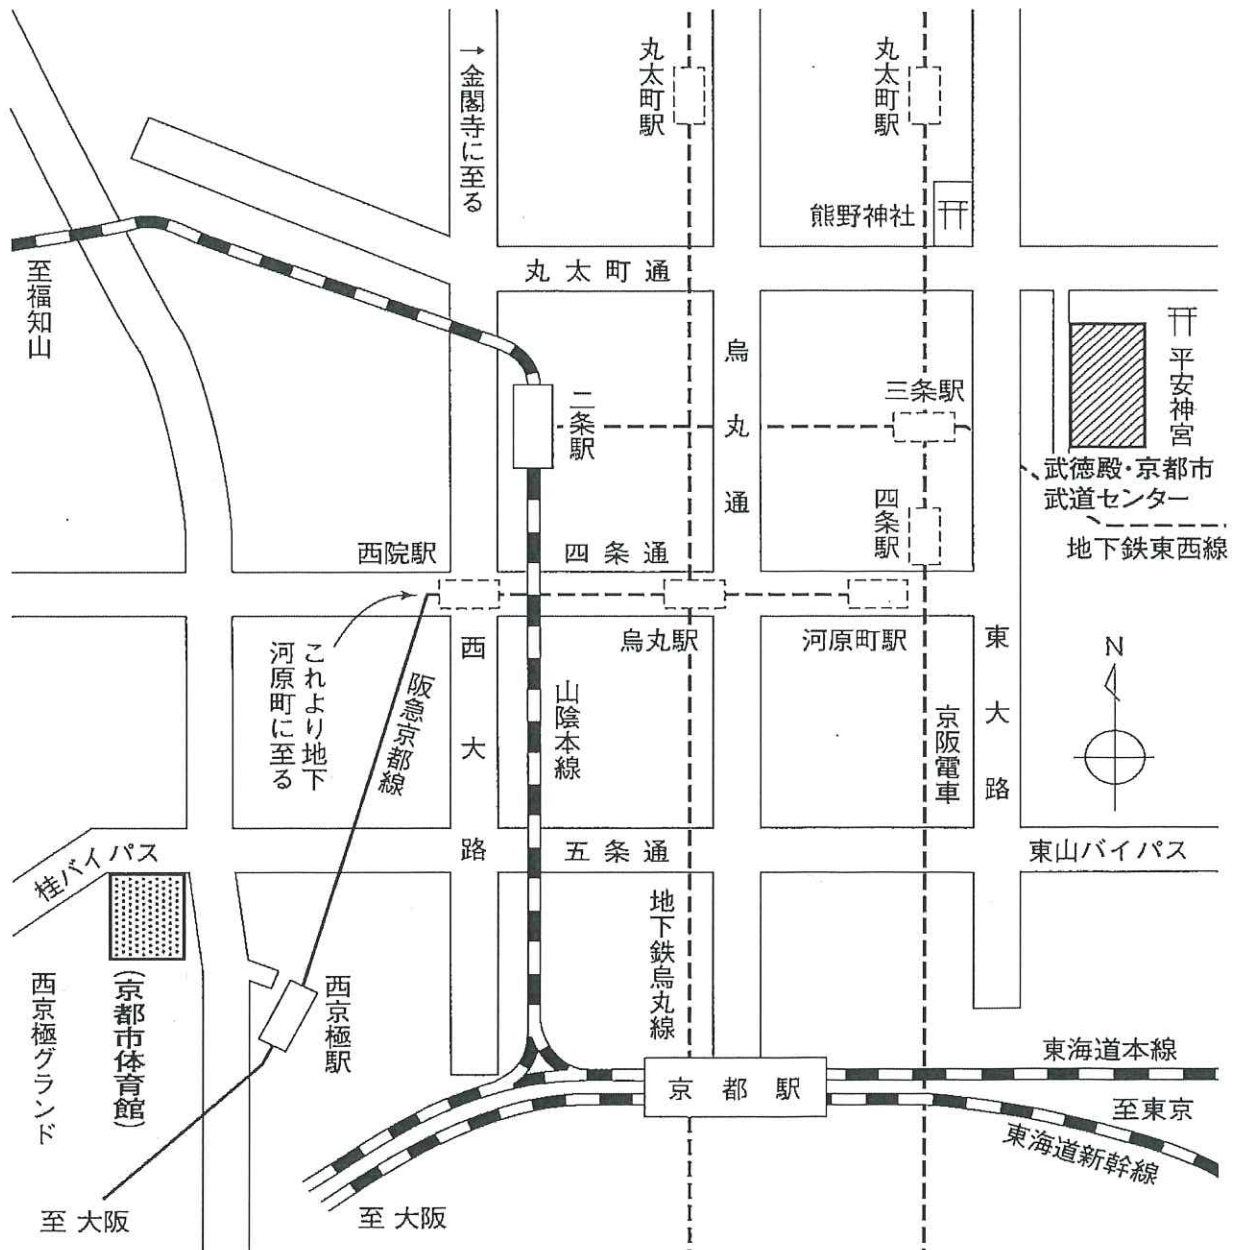 →金閣寺に至る
丸太町駅
丸太町駅
熊野神社
丸太町通
至福知山
烏丸通
平安神宮
二条駅
三条駅
武徳殿・京都市
武道センター
四条駅
地下鉄東西線
西院駅
四条通
烏丸駅
河原町駅
これより地下
河原町に至る
阪急京都線
西大路
山陰本線
京阪電車
東大路
N
桂バイパス
五条通
東山バイパス
地下鉄烏丸線
西京極グランド
(京都市体育館)
西京極駅
京都駅
東海道本線
至東京
東海道新幹線
至 大阪
至 大阪